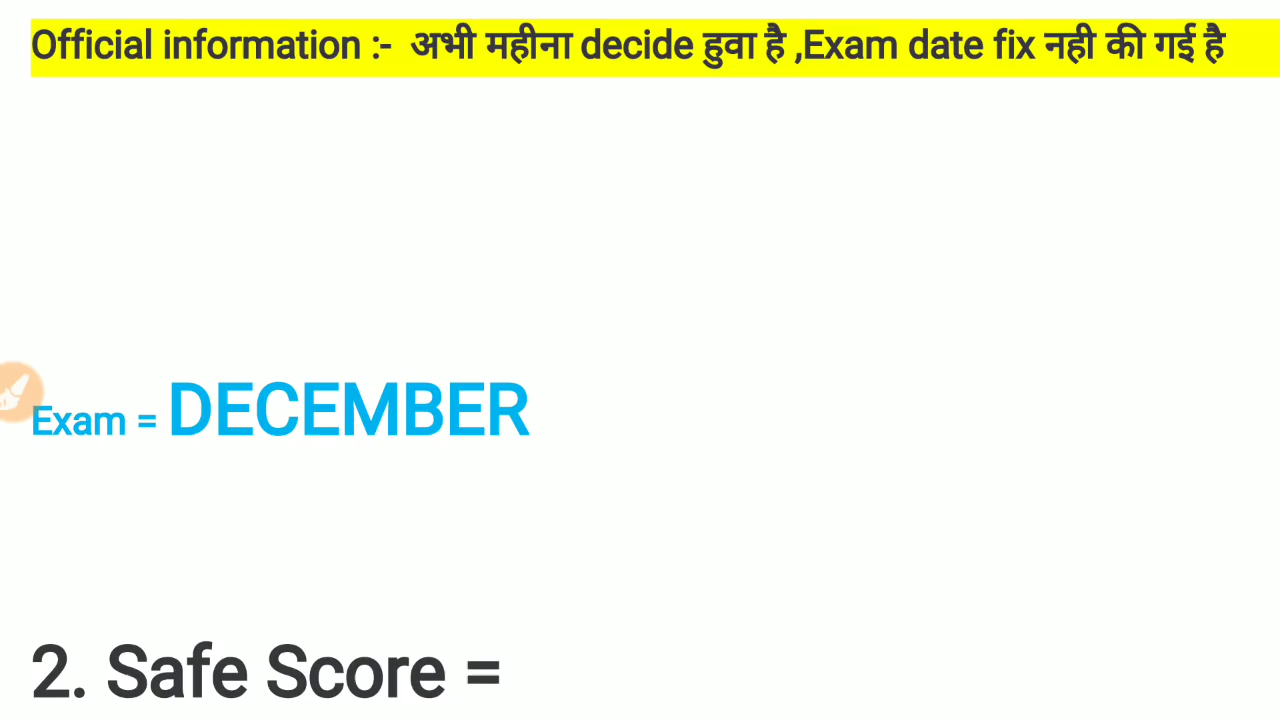 Official information :- अभी महीना decide हुवा है ,Exam date fix नही की गई है
Exam = DECEMBER
2. Safe Score =